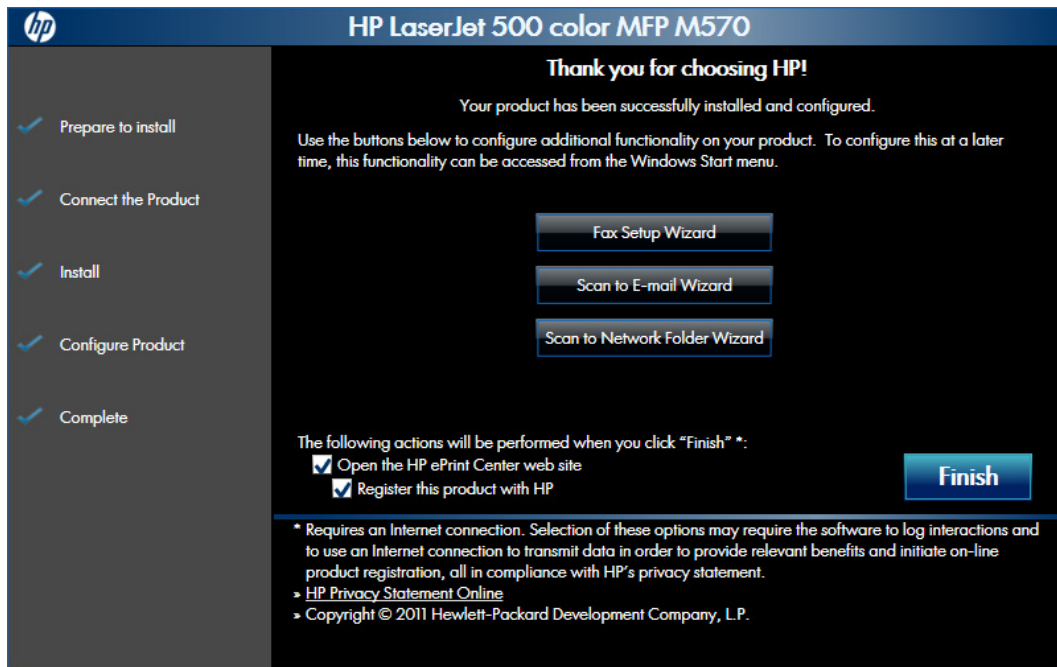 hp
HP LaserJet 500 color MFP M570
Prepare to install
Connect the Product
Install
Configure Product
Complete
Thank you for choosing HP!
Your product has been successfully installed and configured.
Use the buttons below to configure additional functionality on your product. To configure this at a later
time, this functionality can be accessed from the Windows Start menu.
Fax Setup Wizard
Scan to E-mail Wizard
Scan to Network Folder Wizard
The following actions will be performed when you click “Finish” *:
Open the HP ePrint Center web site
Register this product with HP
Finish
* Requires an Internet connection. Selection of these options may require the software to log interactions and
to use an Internet connection to transmit data in order to provide relevant benefits and initiate on-line
product registration, all in compliance with HP’s privacy statement.
» HP Privacy Statement Online
» Copyright © 2011 Hewlett-Packard Development Company, L.P.